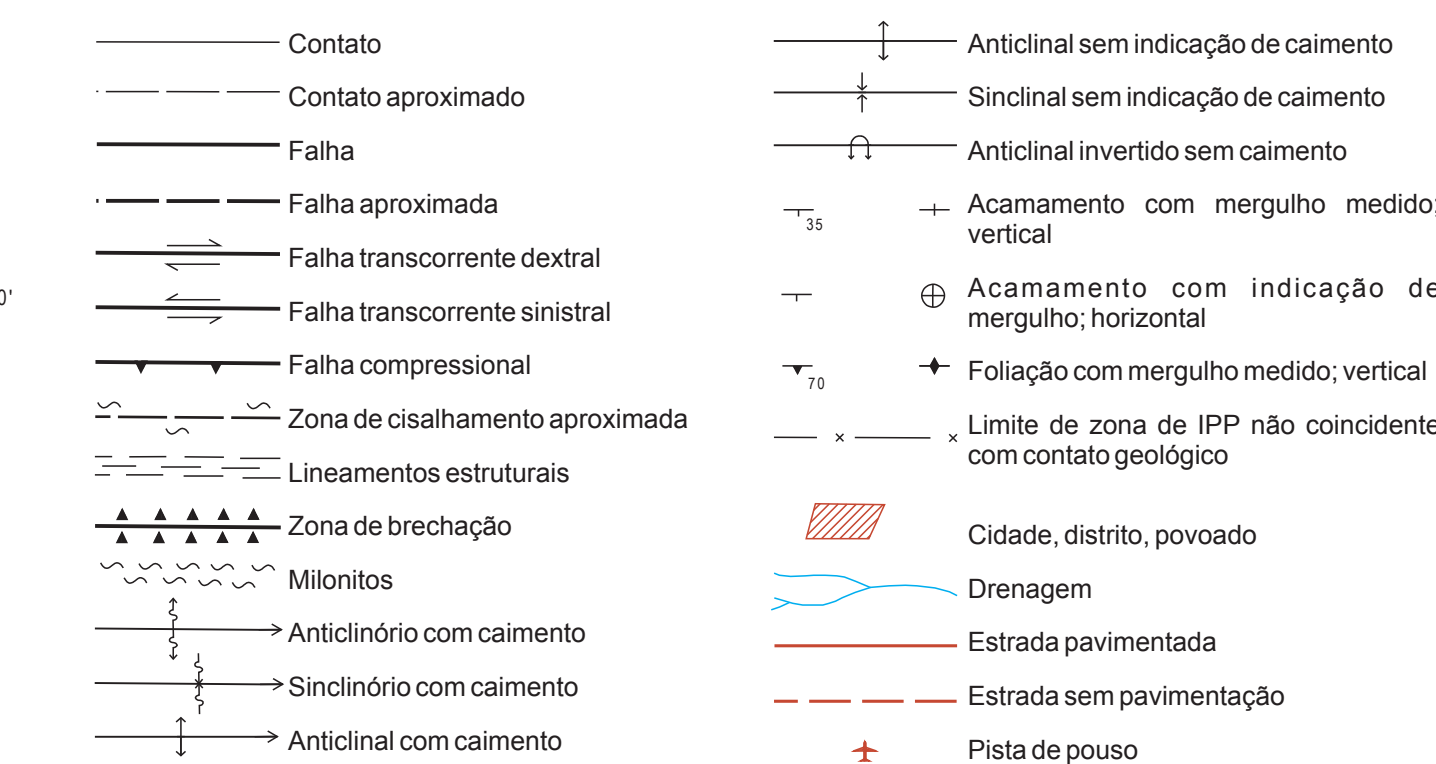 Contato
Contato aproximado
Falha
Falha aproximada
Falha transcorrente dextral
0'
Falha transcorrente sinistral
Falha compressional
Zona de cisalhamento aproximada
Lineamentos estruturais
Zona de brechação
Milonitos
Anticlinório com caimento
Sinclinório com caimento
Anticlinal com caimento
Anticlinal sem indicação de caimento
Sinclinal sem indicação de caimento
Anticlinal invertido sem caimento
35
Acamamento com mergulho medido;
vertical
Acamamento com indicação de
mergulho; horizontal
70
Foliação com mergulho medido; vertical
Limite de zona de IPP não coincidente
com contato geológico
Cidade, distrito, povoado
Drenagem
Estrada pavimentada
Estrada sem pavimentação
Pista de pouso